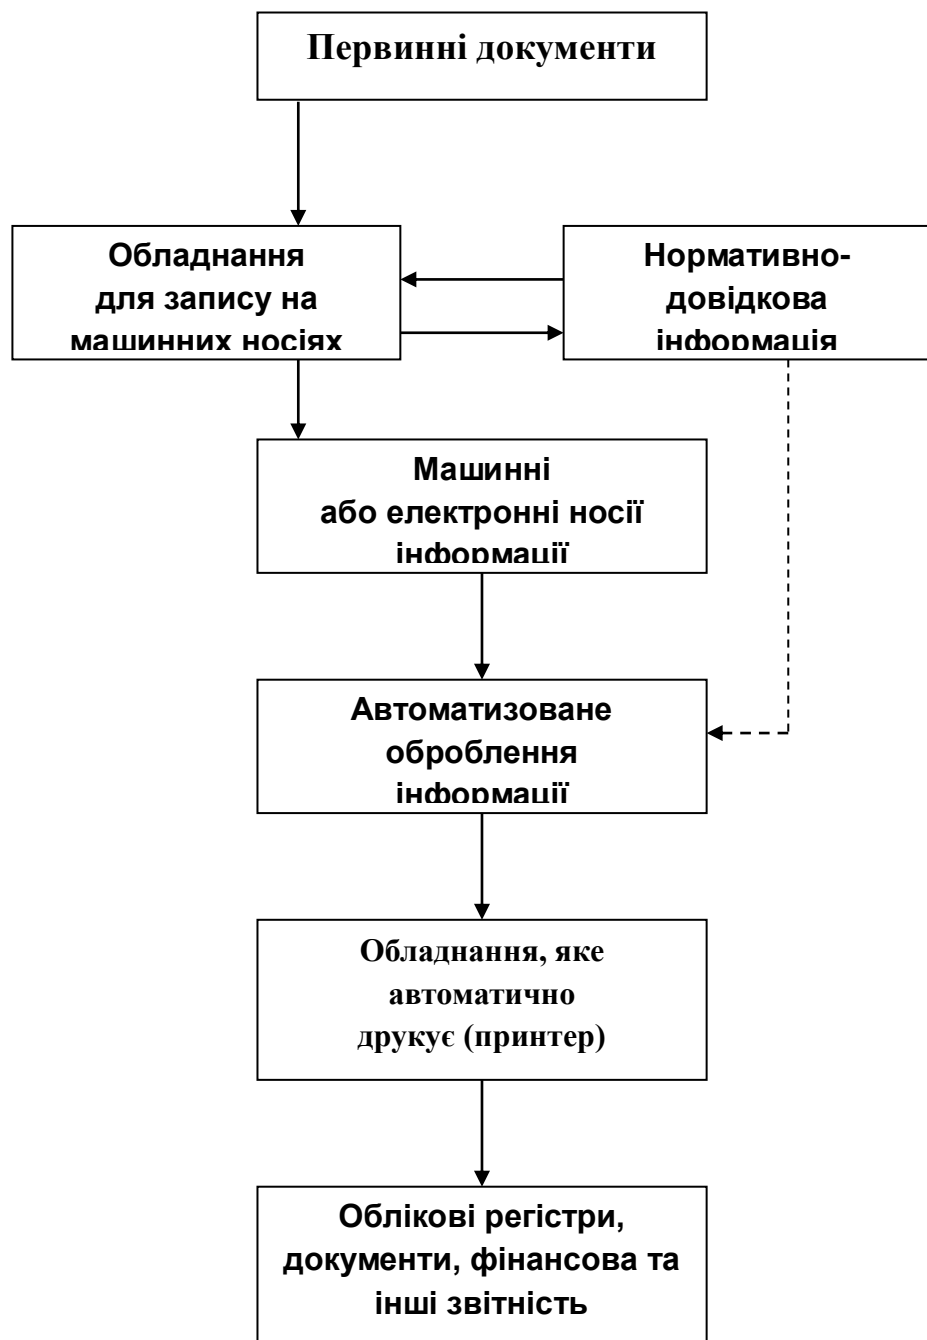 Первинні документи
Обладнання
для запису на
машинних носіях
Нормативно-
довідкова
інформація
Машинні
або електронні носії
інформації
Автоматизоване
оброблення
інформації
Обладнання, яке
автоматично
друкує (принтер)
Облікові регістри,
документи, фінансова та
інші звітність